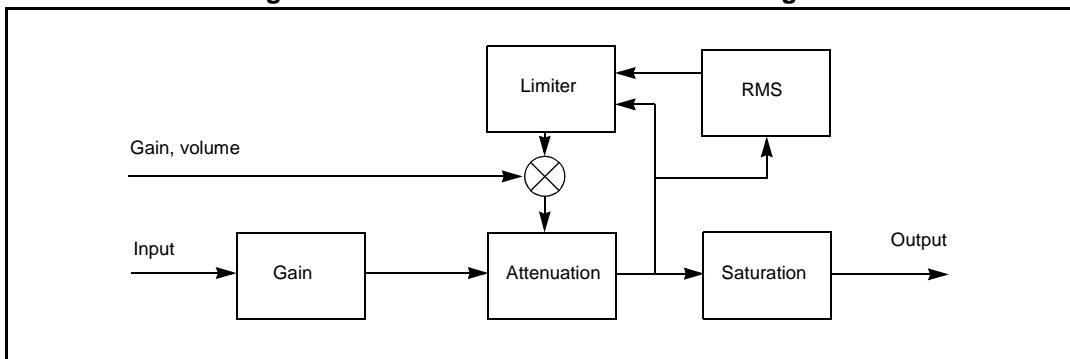 Limiter
RMS
Gain, volume
Input
Output
Gain
Attenuation
Saturation